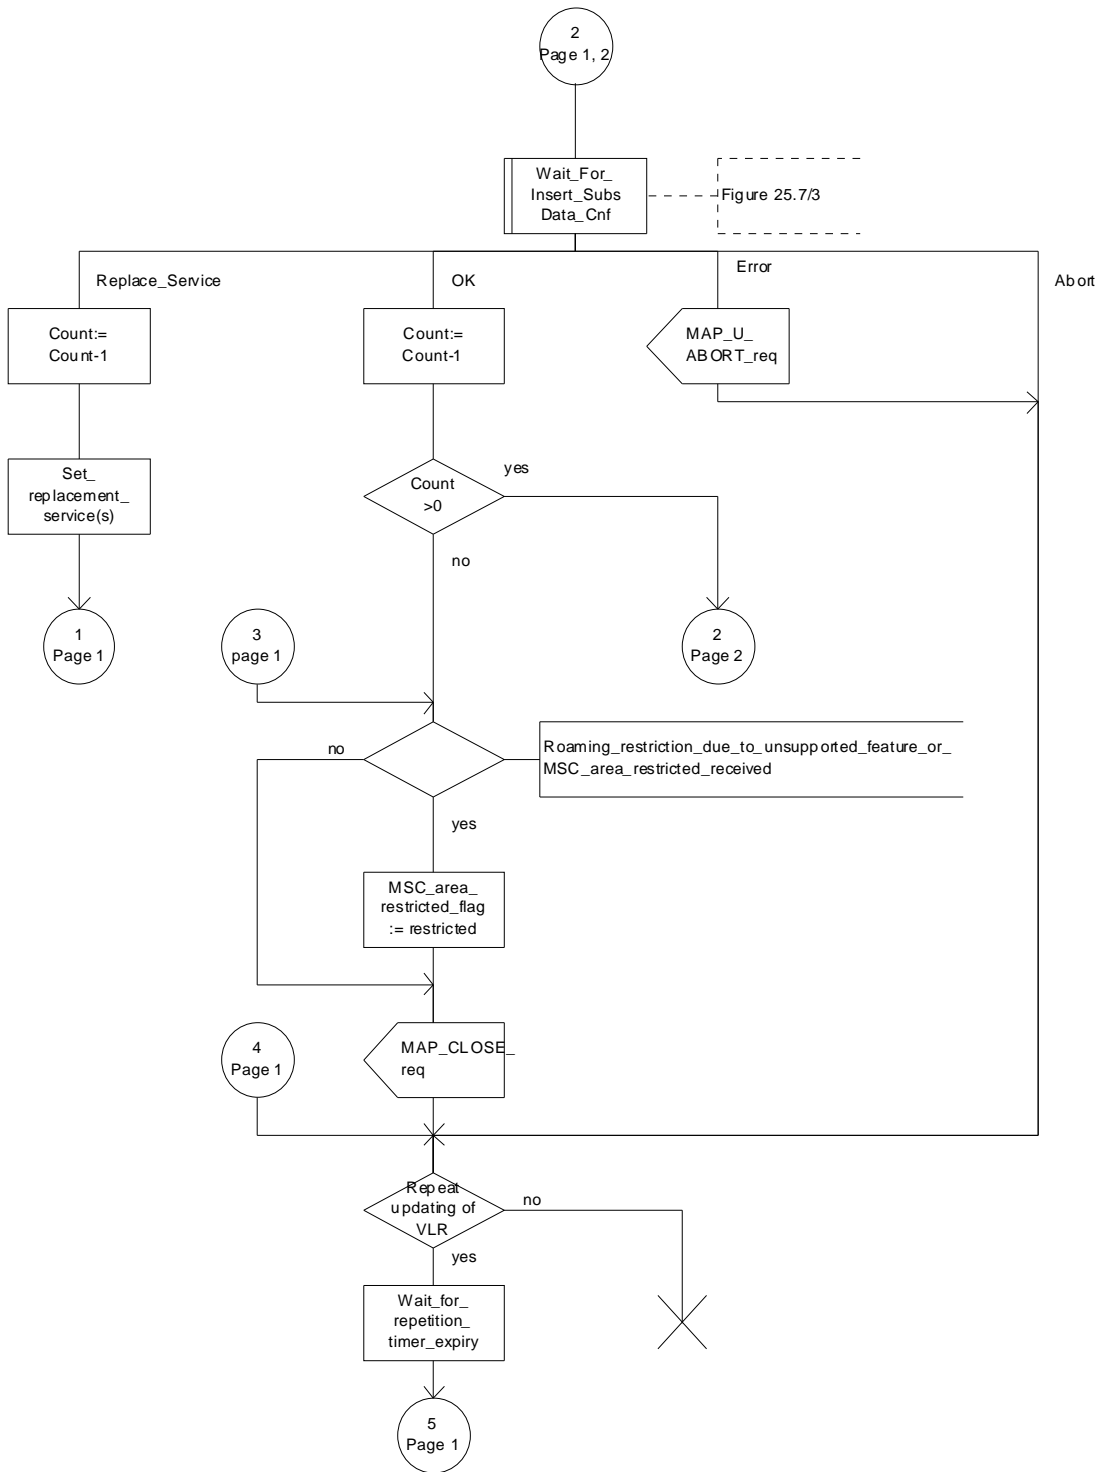 2
Page 1, 2
Wait_For_
Insert_Subs
Data_Cnf
Figure 25.7/3
Replace_Service
OK
Error
Abort
Count:=
Count-1
Count:=
Count-1
MAP_U_
ABORT_req
Set_
replacement_
service(s)
Count
>0
yes
no
1
Page 1
3
page 1
2
Page 2
no
Roaming_restriction_due_to_unsupported_feature_or_
MSC_area_restricted_received
yes
MSC_area_
restricted_flag
:= restricted
4
Page 1
MAP_CLOSE_
req
Repeat
updating of
VLR
no
yes
Wait_for_
repetition_
timer_expiry
5
Page 1